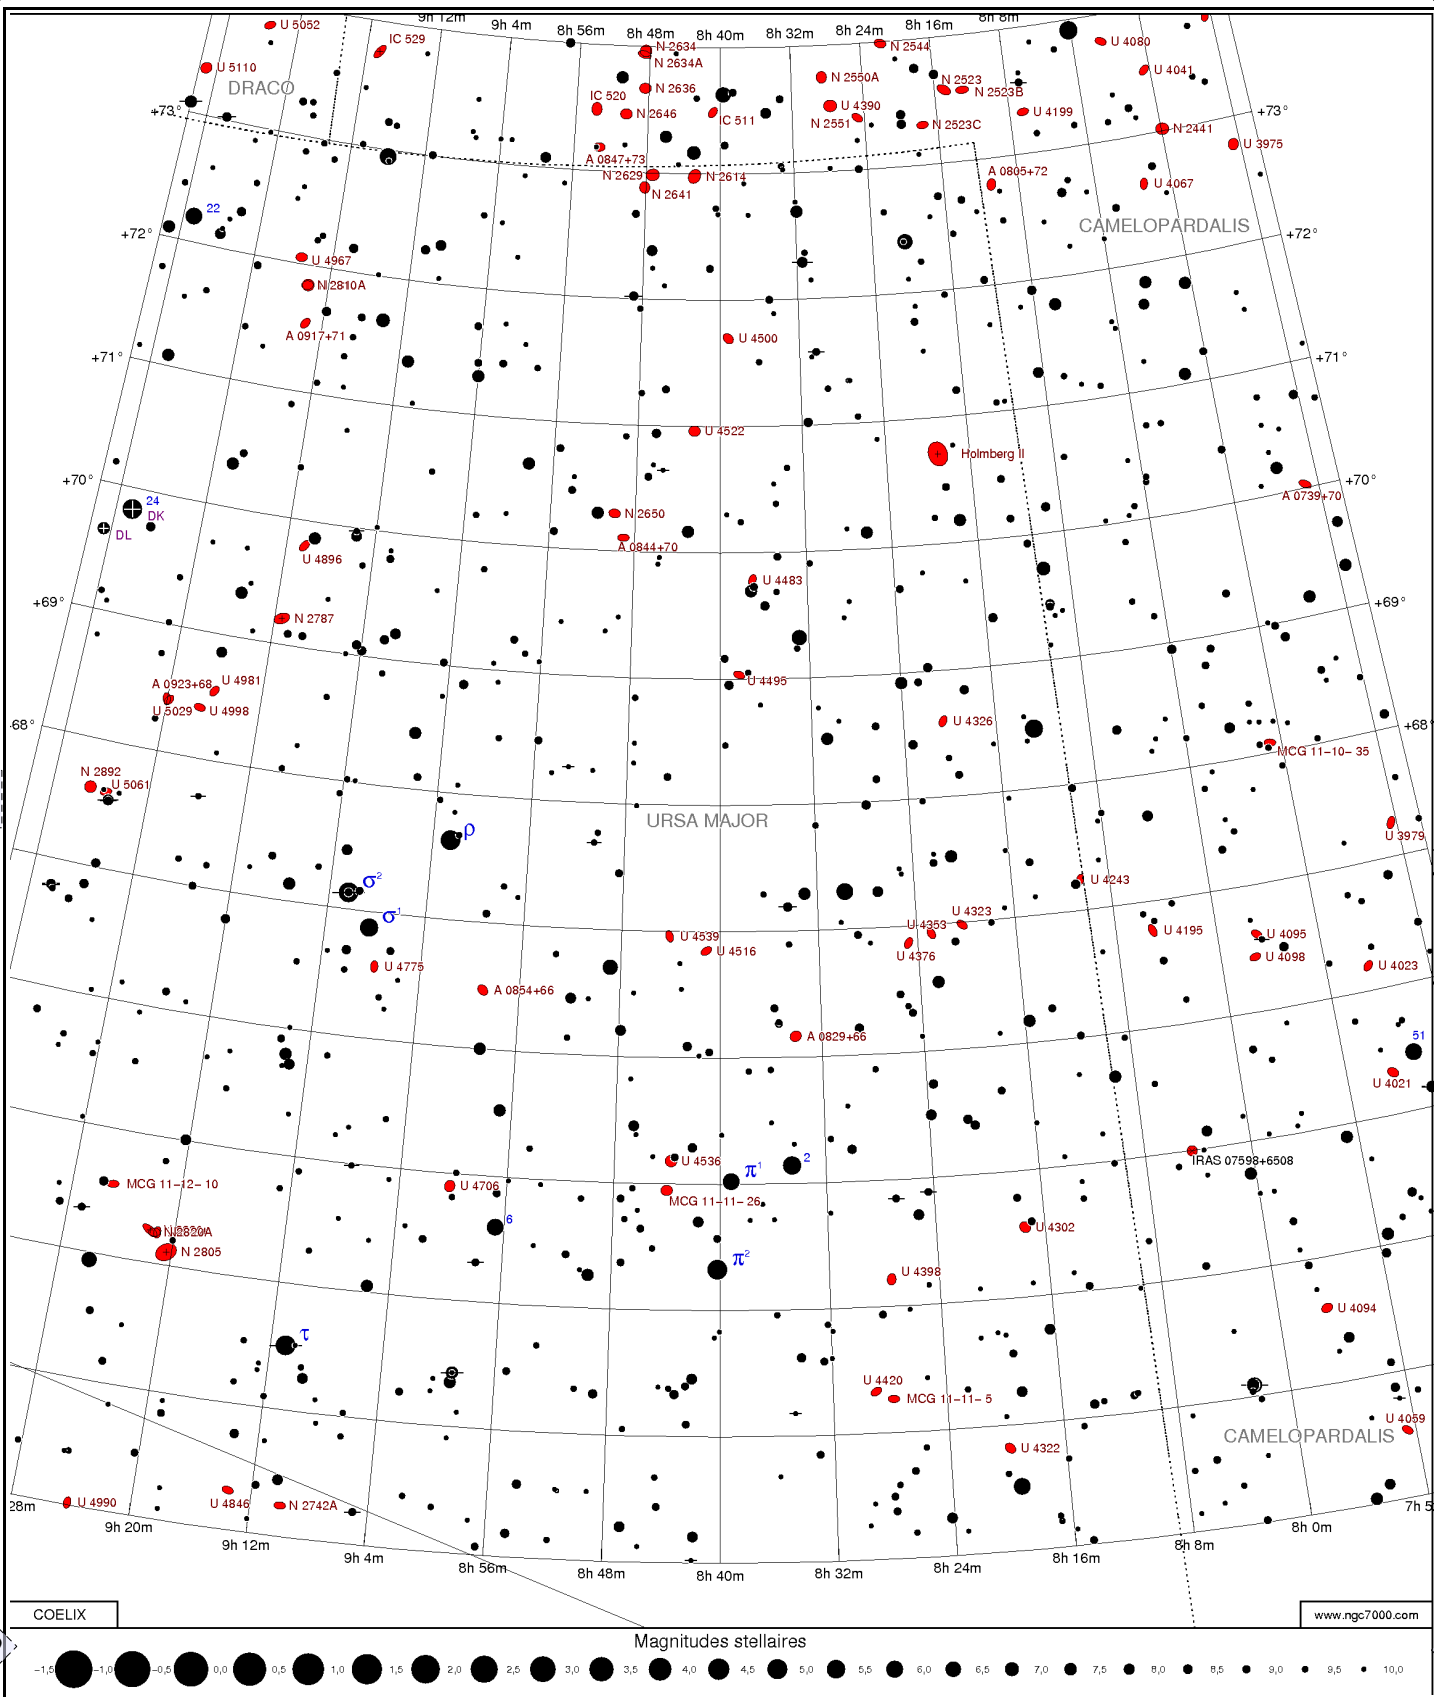 9h 12m
9h 4m
8h 56m
8h 48m
8h 40m
8h 32m
8h 24m
8h 16m
8h 8m
U 5052
IC 529
N 2634
N 2634A
N 2544
U 4080
U 5110
DRACO
N 2636
N 2550A
N 2523
N 2523B
U 4041
IC 520
N 2646
IC 511
U 4390
N 2551
N 2523C
U 4199
+73°
+73°
N 2441
U 3975
A 0847+73
N 2629
N 2614
N 2641
A 0805+72
U 4067
22
CAMELOPARDALIS
+72°
+72°
U 4967
N 2810A
A 0917+71
U 4500
+71°
+71°
U 4522
Holmberg II
+70°
+70°
A 0739+70
24
DK
DL
N 2650
A 0844+70
U 4896
U 4483
+69°
+69°
N 2787
U 4495
A 0923+68
U 4981
U 5029
U 4998
U 4326
68°
+68°
MCG 11-10- 35
N 2892
U 5061
URSA MAJOR
ρ
U 3979
σ²
U 4243
σ¹
U 4323
U 4353
U 4376
U 4195
U 4095
U 4098
U 4023
U 4539
U 4516
U 4775
A 0854+66
A 0829+66
51
U 4021
IRAS 07598+6508
U 4536
π¹
2
MCG 11-12- 10
U 4706
MCG 11-11- 26
6
U 4302
N 2820A
N 2805
π²
U 4398
U 4094
τ
U 4420
MCG 11-11- 5
U 4059
CAMELOPARDALIS
U 4322
U 4990
U 4846
N 2742A
28m
9h 20m
9h 12m
9h 4m
8h 56m
8h 48m
8h 40m
8h 32m
8h 24m
8h 16m
8h 8m
8h 0m
COELIX
www.ngc7000.com
Magnitudes stellaires
-1,5 -1,0 -0,5 0,0 0,5 1,0 1,5 2,0 2,5 3,0 3,5 4,0 4,5 5,0 5,5 6,0 6,5 7,0 7,5 8,0 8,5 9,0 9,5 10,0